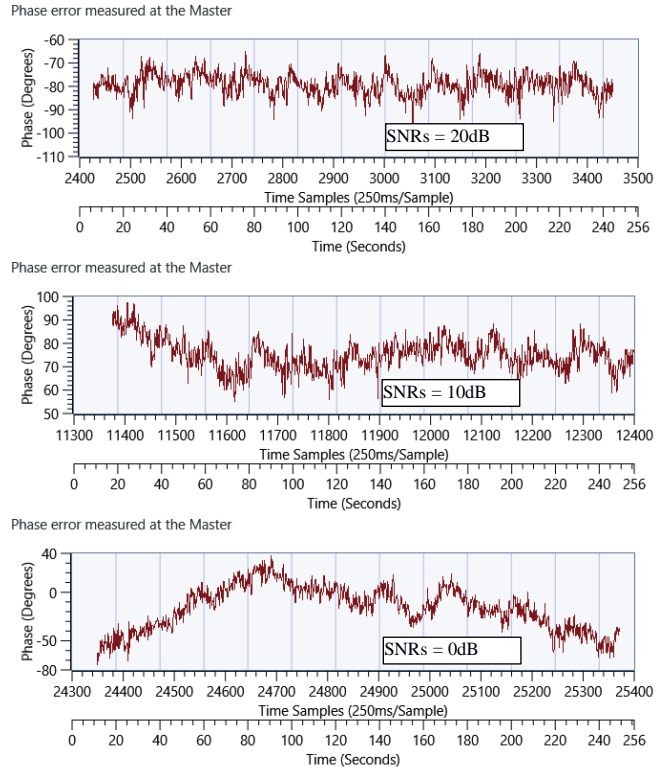 Phase error measured at the Master
Phase (Degrees)
-60
-70
-80
-90
-100
-110
SNRs = 20dB
2400 2500 2600 2700 2800 2900 3000 3100 3200 3300 3400 3500
Time Samples (250ms/Sample)
0 20 40 60 80 100 120 140 160 180 200 220 240 256
Time (Seconds)
Phase error measured at the Master
Phase (Degrees)
100
90
80
70
60
50
SNRs = 10dB
11300 11400 11500 11600 11700 11800 11900 12000 12100 12200 12300 12400
Time Samples (250ms/Sample)
0 20 40 60 80 100 120 140 160 180 200 220 240 256
Time (Seconds)
Phase error measured at the Master
Phase (Degrees)
40
0
-50
-80
SNRs = 0dB
24300 24400 24500 24600 24700 24800 24900 25000 25100 25200 25300 25400
Time Samples (250ms/Sample)
0 20 40 60 80 100 120 140 160 180 200 220 240 256
Time (Seconds)